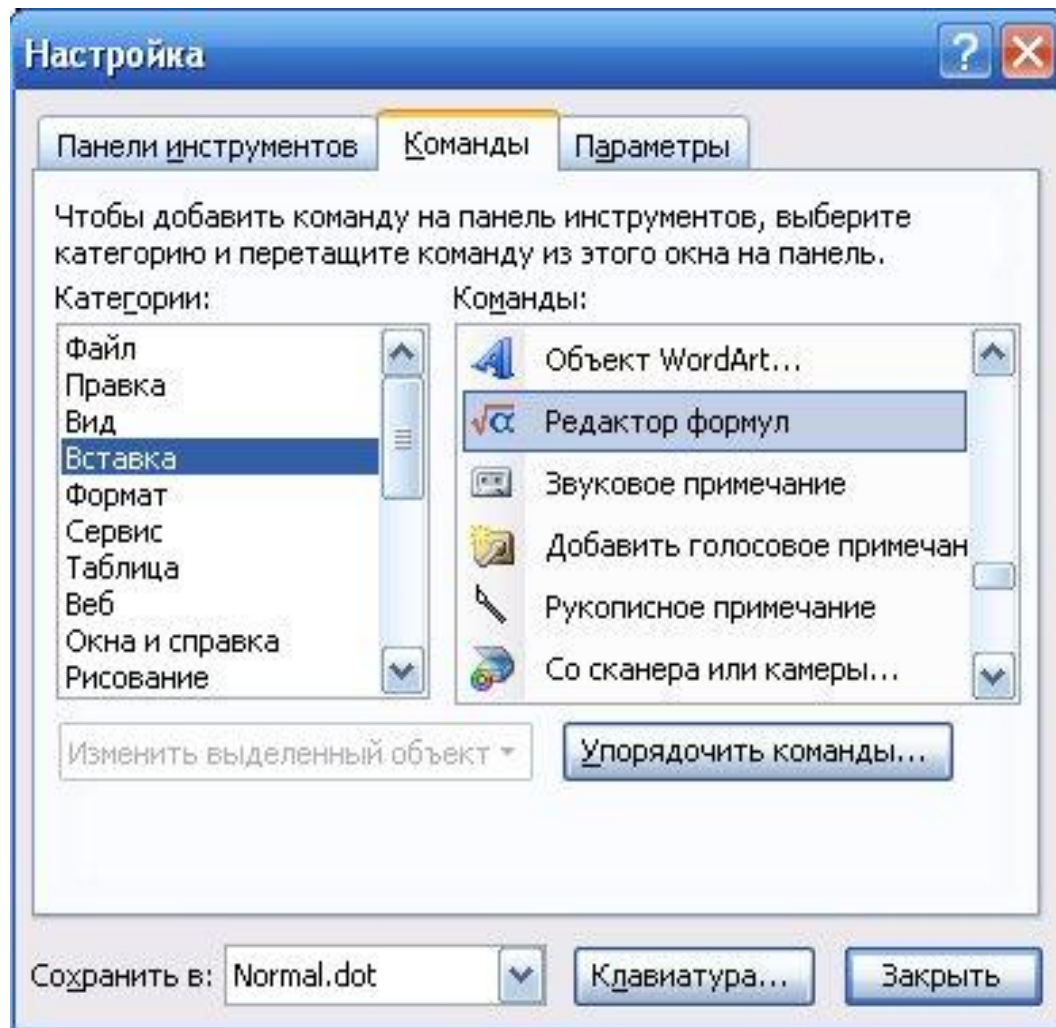 Настройка
Панели инструментов
Команды
Параметры
Чтобы добавить команду на панель инструментов, выберите
категорию и перетащите команду из этого окна на панель.
Категории:
Команды:
Файл
Правка
Вид
Вставка
Формат
Сервис
Таблица
Веб
Окна и справка
Рисование
Объект WordArt...
Редактор формул
Звуковое примечание
Добавить голосовое примечан
Рукописное примечание
Со сканера или камеры...
Изменить выделенный объект
Упорядочить команды...
Сохранить в:
Normal.dot
Клавиатура...
Закрыть